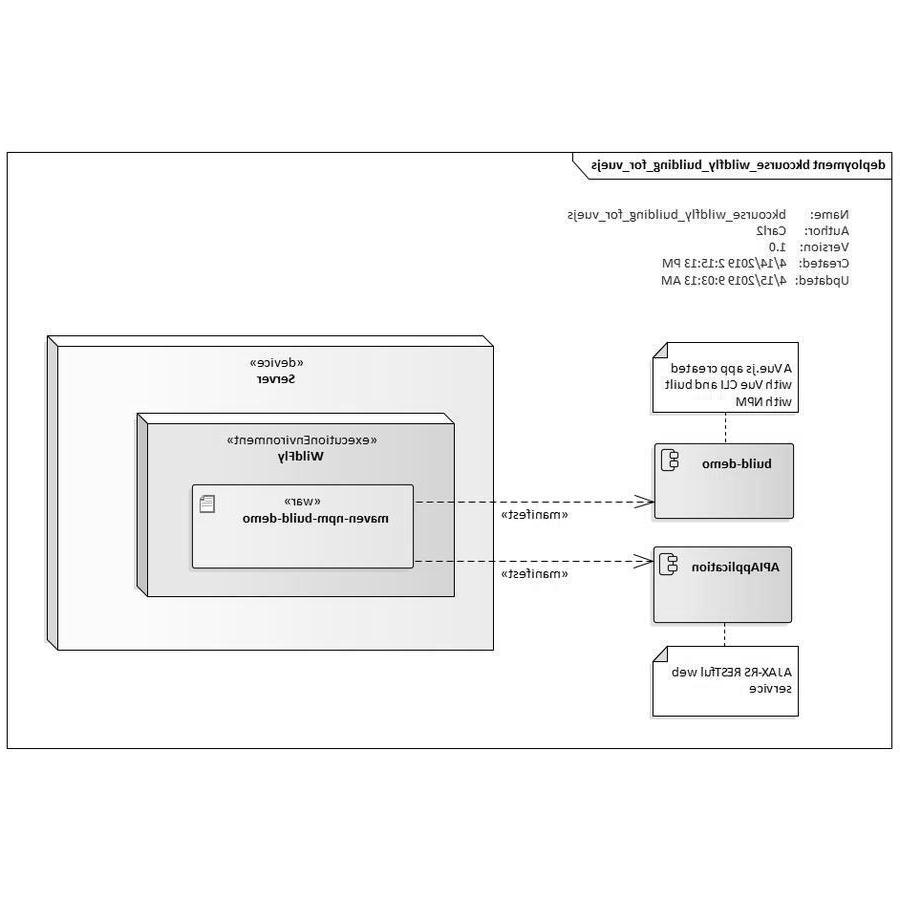 deployment bkcourse_wildfly_building_for_vuejs
Name: bkcourse_wildfly_building_for_vuejs
Author: Carl2
Version: 1.0
Created: 4/14/2019 2:15:13 PM
Updated: 4/15/2019 9:03:13 AM
A Vue.js app created
with Vue CLI and built
with NPM
build-demo
«manifest»
APIApplication
«manifest»
AJAX-RS RESTful web
service
«device»
Server
«executionEnvironment»
WildFly
«war»
maven-npm-build-demo